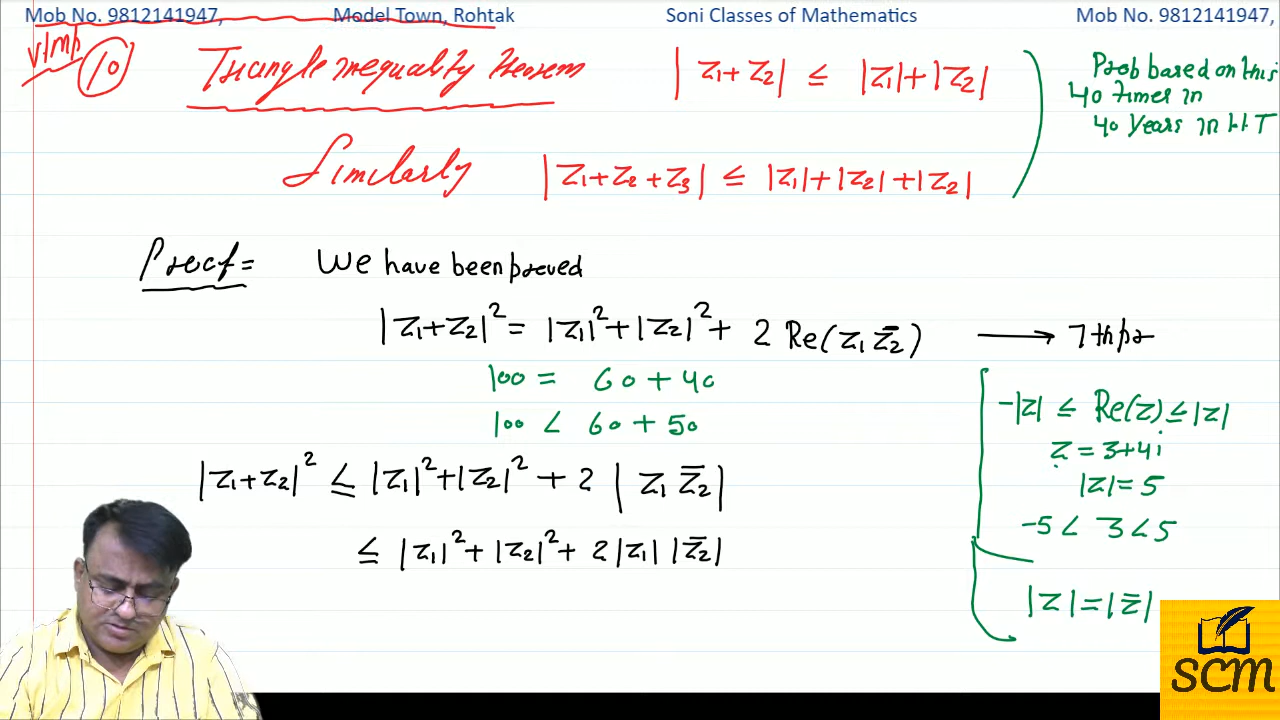 Mob No. 9812141947, Model Town, Rohtak Soni Classes of Mathematics Mob No. 9812141947,
v/Imp
10 Triangle inequality theorem |z₁+z₂| ≤ |z₁|+|z₂|
Prob based on this
40 times in
40 Years in IIT
Similarly |z₁+z₂+z₃| ≤ |z₁|+|z₂|+|z₂|
Proof = We have been proved
|z₁+z₂|² = |z₁|²+|z₂|²+ 2 Re(z₁ z̄₂) → 7th
100 = 60+40
100 < 60+50
|z₁+z₂|² ≤ |z₁|²+|z₂|² + 2 |z₁ z̄₂|
≤ |z₁|²+|z₂|²+ 2|z₁| |z̄₂|
-|z| ≤ Re(z) ≤ |z|
z = 3+4i
|z| = 5
-5 < 3 < 5
|z| = |z̄|
SCM